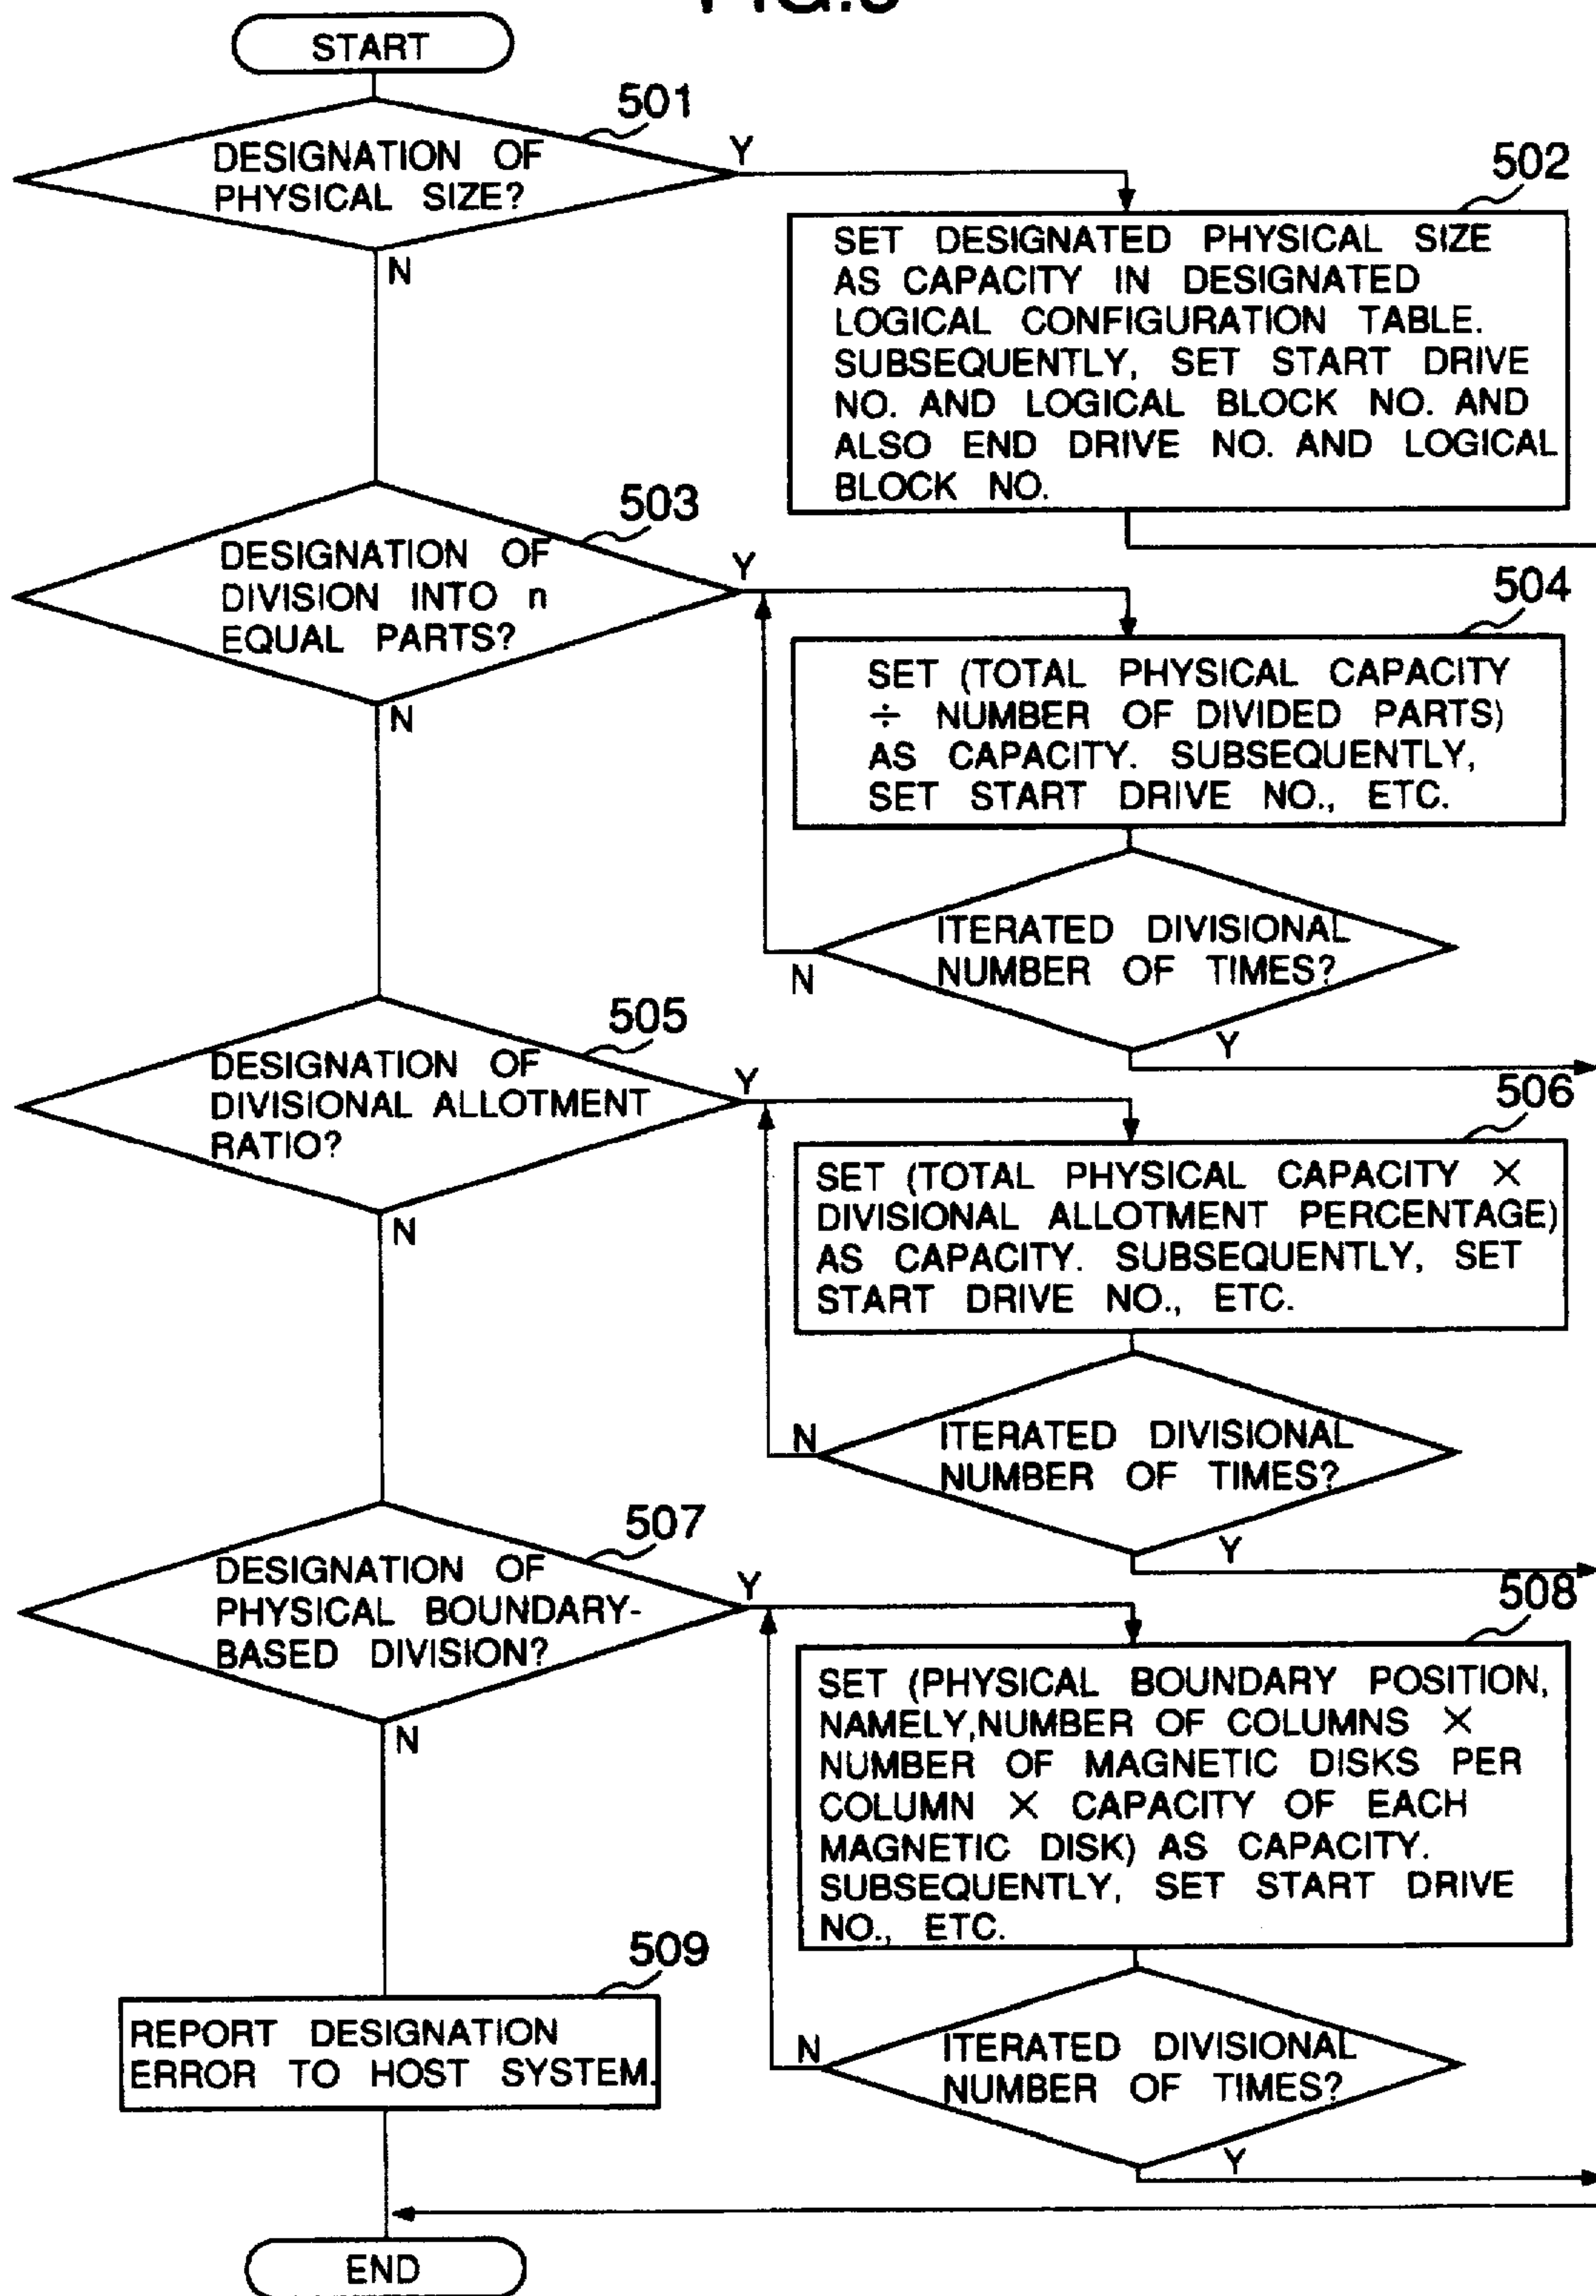 START
501
DESIGNATION OF
PHYSICAL SIZE?
Y
N
502
SET DESIGNATED PHYSICAL SIZE
AS CAPACITY IN DESIGNATED
LOGICAL CONFIGURATION TABLE.
SUBSEQUENTLY, SET START DRIVE
NO. AND LOGICAL BLOCK NO. AND
ALSO END DRIVE NO. AND LOGICAL
BLOCK NO.
503
DESIGNATION OF
DIVISION INTO n
EQUAL PARTS?
Y
N
504
SET (TOTAL PHYSICAL CAPACITY
÷ NUMBER OF DIVIDED PARTS)
AS CAPACITY. SUBSEQUENTLY,
SET START DRIVE NO., ETC.
ITERATED DIVISIONAL
NUMBER OF TIMES?
N
Y
505
DESIGNATION OF
DIVISIONAL ALLOTMENT
RATIO?
Y
N
506
SET (TOTAL PHYSICAL CAPACITY ×
DIVISIONAL ALLOTMENT PERCENTAGE)
AS CAPACITY. SUBSEQUENTLY, SET
START DRIVE NO., ETC.
ITERATED DIVISIONAL
NUMBER OF TIMES?
N
Y
507
DESIGNATION OF
PHYSICAL BOUNDARY-
BASED DIVISION?
Y
N
508
SET (PHYSICAL BOUNDARY POSITION,
NAMELY,NUMBER OF COLUMNS ×
NUMBER OF MAGNETIC DISKS PER
COLUMN × CAPACITY OF EACH
MAGNETIC DISK) AS CAPACITY.
SUBSEQUENTLY, SET START DRIVE
NO., ETC.
ITERATED DIVISIONAL
NUMBER OF TIMES?
N
Y
509
REPORT DESIGNATION
ERROR TO HOST SYSTEM.
END